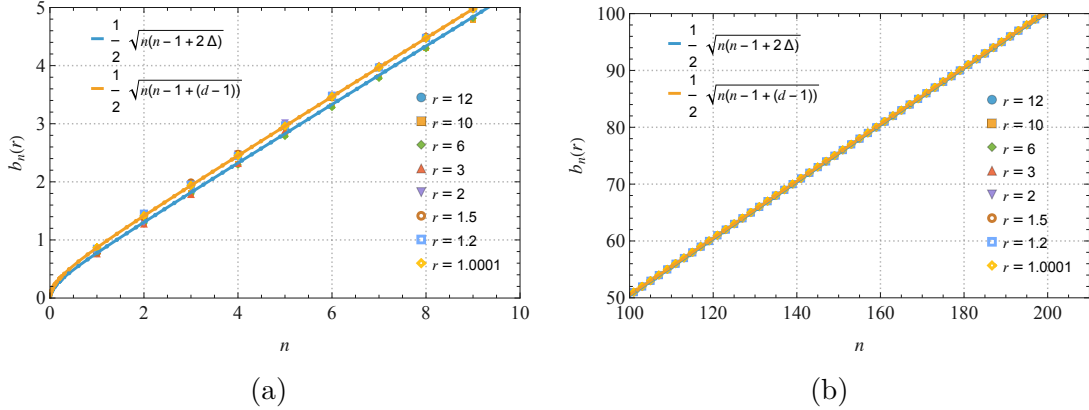 5
4
3
2
1
0
b_n(r)
0 2 4 6 8 10
n
1/2 √n(n-1+2Δ)
1/2 √n(n-1+(d-1))
r = 12
r = 10
r = 6
r = 3
r = 2
r = 1.5
r = 1.2
r = 1.0001
(a)
100
90
80
70
60
50
b_n(r)
100 120 140 160 180 200
n
1/2 √n(n-1+2Δ)
1/2 √n(n-1+(d-1))
r = 12
r = 10
r = 6
r = 3
r = 2
r = 1.5
r = 1.2
r = 1.0001
(b)